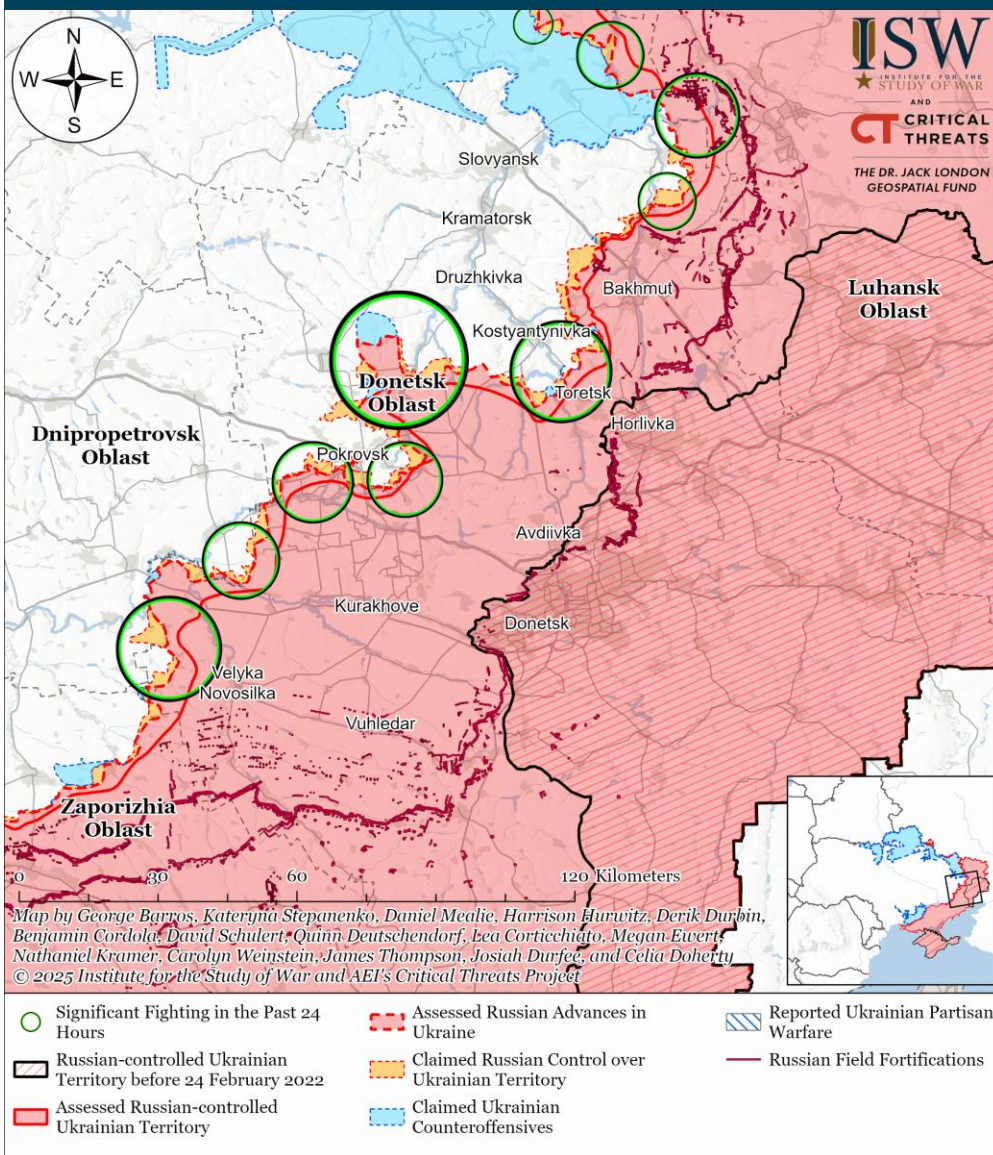 N
W
E
S
ISW
INSTITUTE FOR THE
STUDY OF WAR
AND
CT CRITICAL
THREATS
THE DR. JACK LONDON
GEOSPATIAL FUND
Slovyansk
Kramatorsk
Druzhkivka
Bakhmut
Luhansk
Oblast
Kostyantynivka
Donetsk
Oblast
Toretsk
Horlivka
Dnipropetrovsk
Oblast
Pokrovsk
Avdiivka
Kurakhove
Donetsk
Velyka
Novosilka
Vuhledar
Zaporizhia
Oblast
0 30 60 120 Kilometers
Map by George Barros, Kateryna Stepanenko, Daniel Mealie, Harrison Hurwitz, Derik Durbin,
Benjamin Cordola, David Schulert, Quinn Deutschendorf, Lea Corticchiato, Megan Ewert,
Nathaniel Kramer, Carolyn Weinstein, James Thompson, Josiah Durfee, and Celia Doherty
© 2025 Institute for the Study of War and AEI's Critical Threats Project
Significant Fighting in the Past 24
Hours
Russian-controlled Ukrainian
Territory before 24 February 2022
Assessed Russian-controlled
Ukrainian Territory
Assessed Russian Advances in
Ukraine
Claimed Russian Control over
Ukrainian Territory
Claimed Ukrainian
Counteroffensives
Reported Ukrainian Partisan
Warfare
Russian Field Fortifications